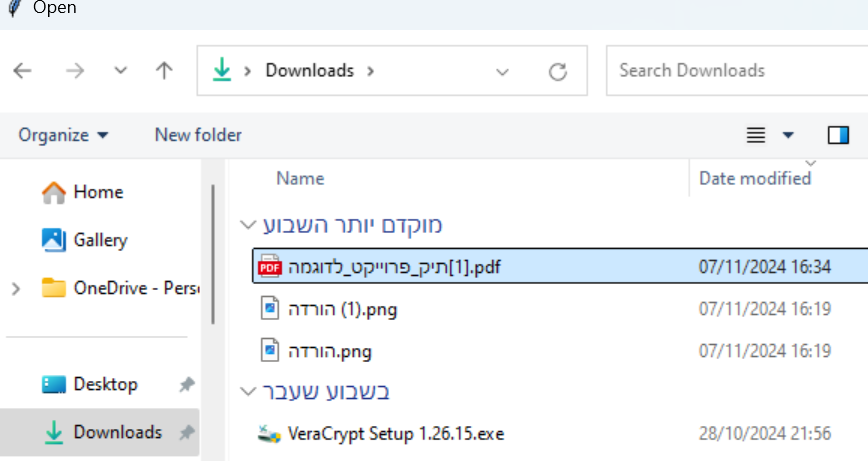 Open
Downloads
Search Downloads
Organize
New folder
Name
Date modified
Home
Gallery
OneDrive - Pers
Desktop
Downloads
מוקדם יותר השבוע
תיק_פרוייקט_לדוגמה[1].pdf 07/11/2024 16:34
הורדה (1).png 07/11/2024 16:19
הורדה.png 07/11/2024 16:19
בשבוע שעבר
VeraCrypt Setup 1.26.15.exe 28/10/2024 21:56